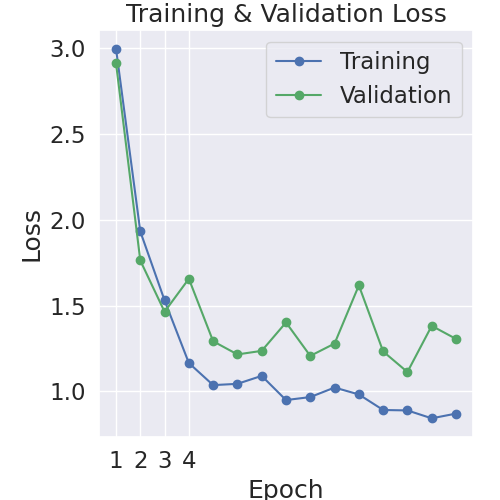 Training & Validation Loss
Training
Validation
3.0
2.5
2.0
1.5
1.0
Loss
1 2 3 4
Epoch